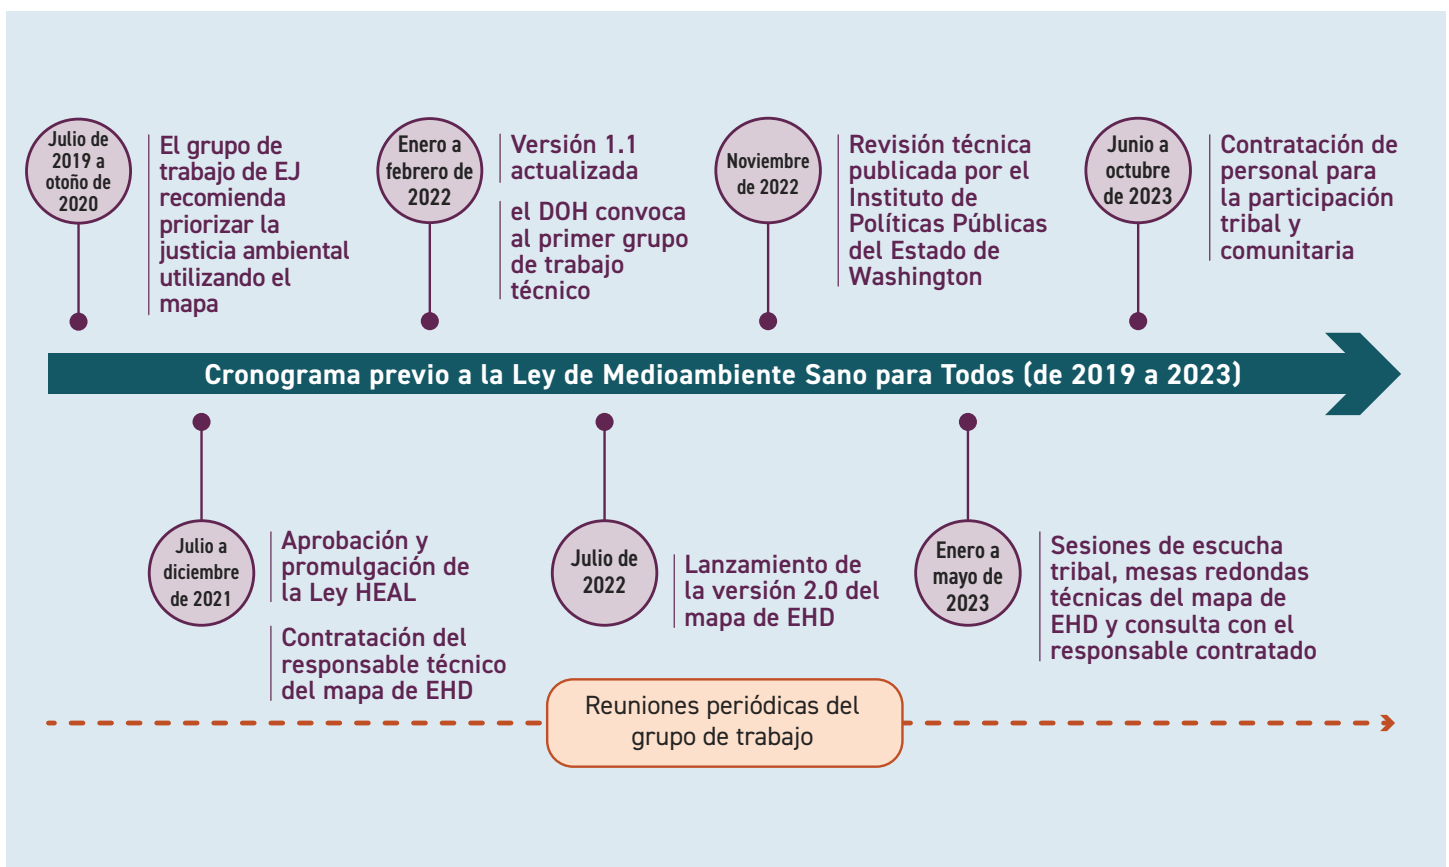 Julio de
2019 a
otoño de
2020
El grupo de
trabajo de EJ
recomienda
priorizar la
justicia ambiental
utilizando el
mapa
Enero a
febrero de
2022
Versión 1.1
actualizada
el DOH convoca
al primer grupo
de trabajo
técnico
Noviembre
de 2022
Revisión técnica
publicada por el
Instituto de
Políticas Públicas
del Estado de
Washington
Junio a
octubre
de 2023
Contratación de
personal para
la participación
tribal y
comunitaria
Cronograma previo a la Ley de Medioambiente Sano para Todos (de 2019 a 2023)
Julio a
diciembre
de 2021
Aprobación y
promulgación de
la Ley HEAL
Contratación del
responsable técnico
del mapa de EHD
Julio de
2022
Lanzamiento de
la versión 2.0 del
mapa de EHD
Enero a
mayo de
2023
Sesiones de escucha
tribal, mesas redondas
técnicas del mapa de
EHD y consulta con el
responsable contratado
Reuniones periódicas del
grupo de trabajo